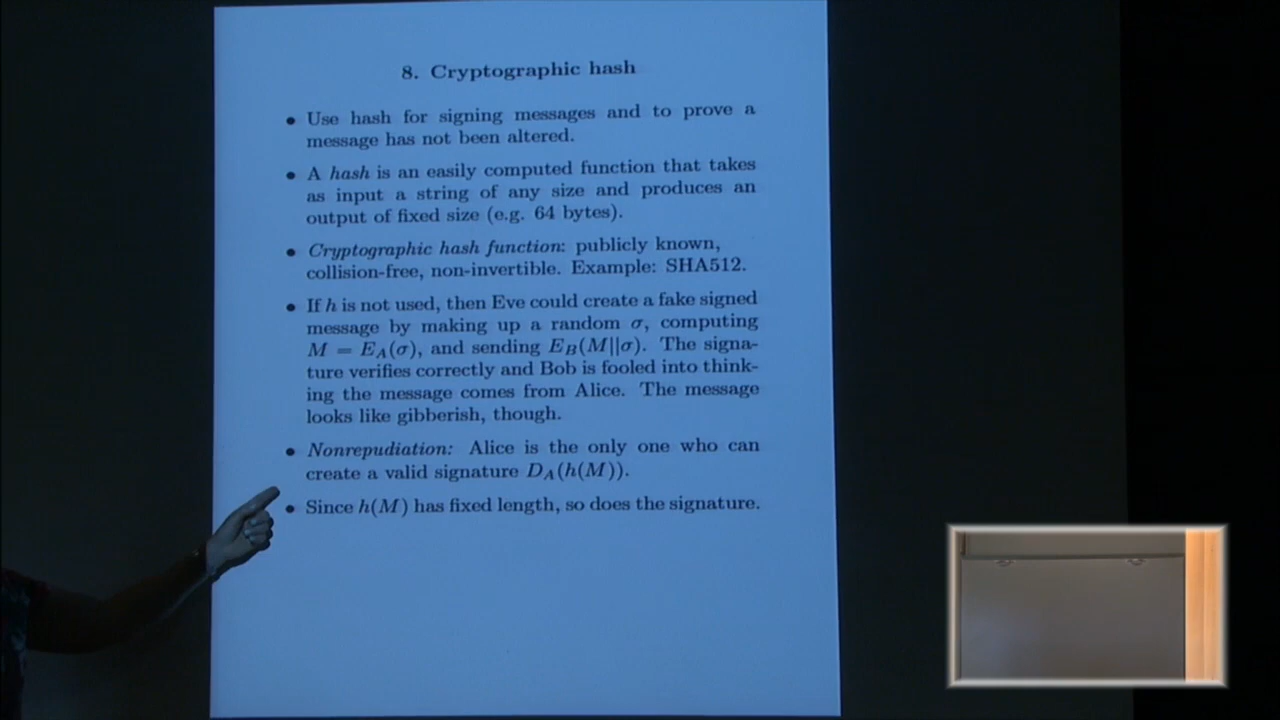 8. Cryptographic hash
• Use hash for signing messages and to prove a
message has not been altered.
• A hash is an easily computed function that takes
as input a string of any size and produces an
output of fixed size (e.g. 64 bytes).
• Cryptographic hash function: publicly known,
collision-free, non-invertible. Example: SHA512.
• If h is not used, then Eve could create a fake signed
message by making up a random σ, computing
M = E_A(σ), and sending E_B(M||σ). The signa-
ture verifies correctly and Bob is fooled into think-
ing the message comes from Alice. The message
looks like gibberish, though.
• Nonrepudiation: Alice is the only one who can
create a valid signature D_A(h(M)).
• Since h(M) has fixed length, so does the signature.